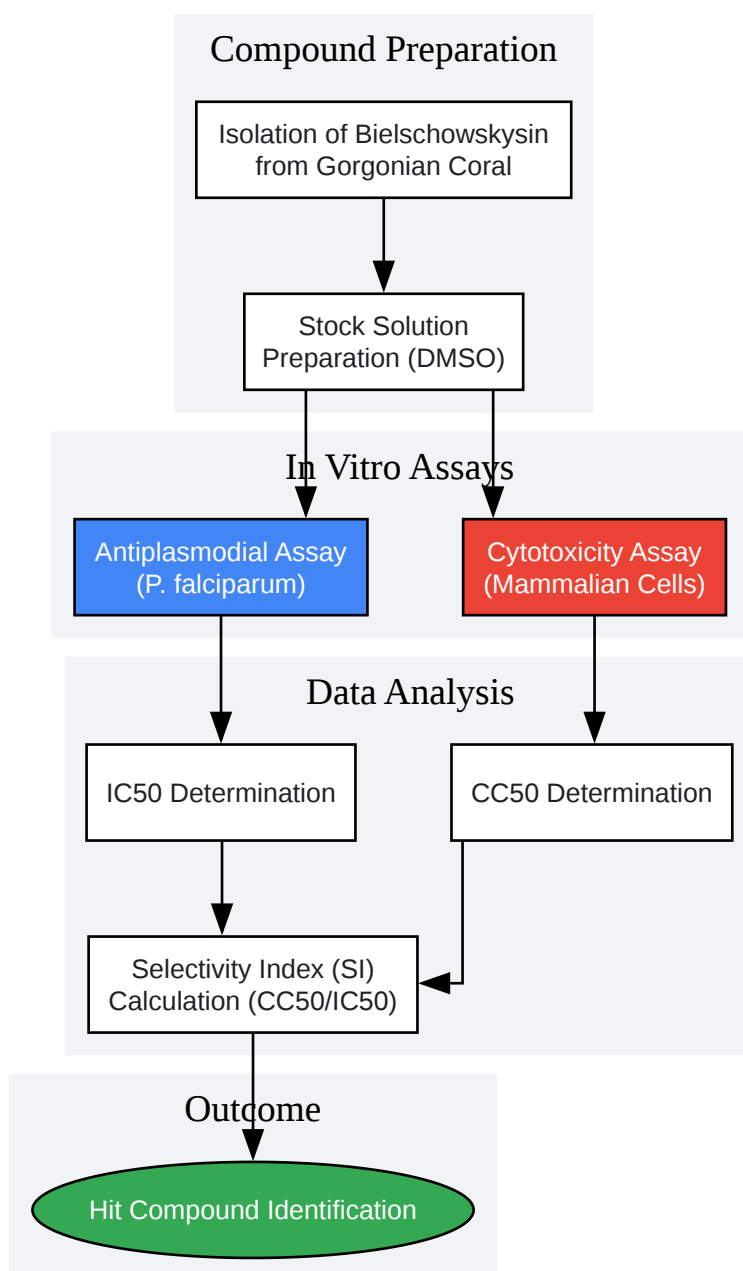 Compound Preparation
Isolation of Bielschowskysin
from Gorgonian Coral
Stock Solution
Preparation (DMSO)
In Vitro Assays
Antiplasmodial Assay
(P. falciparum)
Cytotoxicity Assay
(Mammalian Cells)
Data Analysis
IC50 Determination
CC50 Determination
Selectivity Index (SI)
Calculation (CC50/IC50)
Outcome
Hit Compound Identification